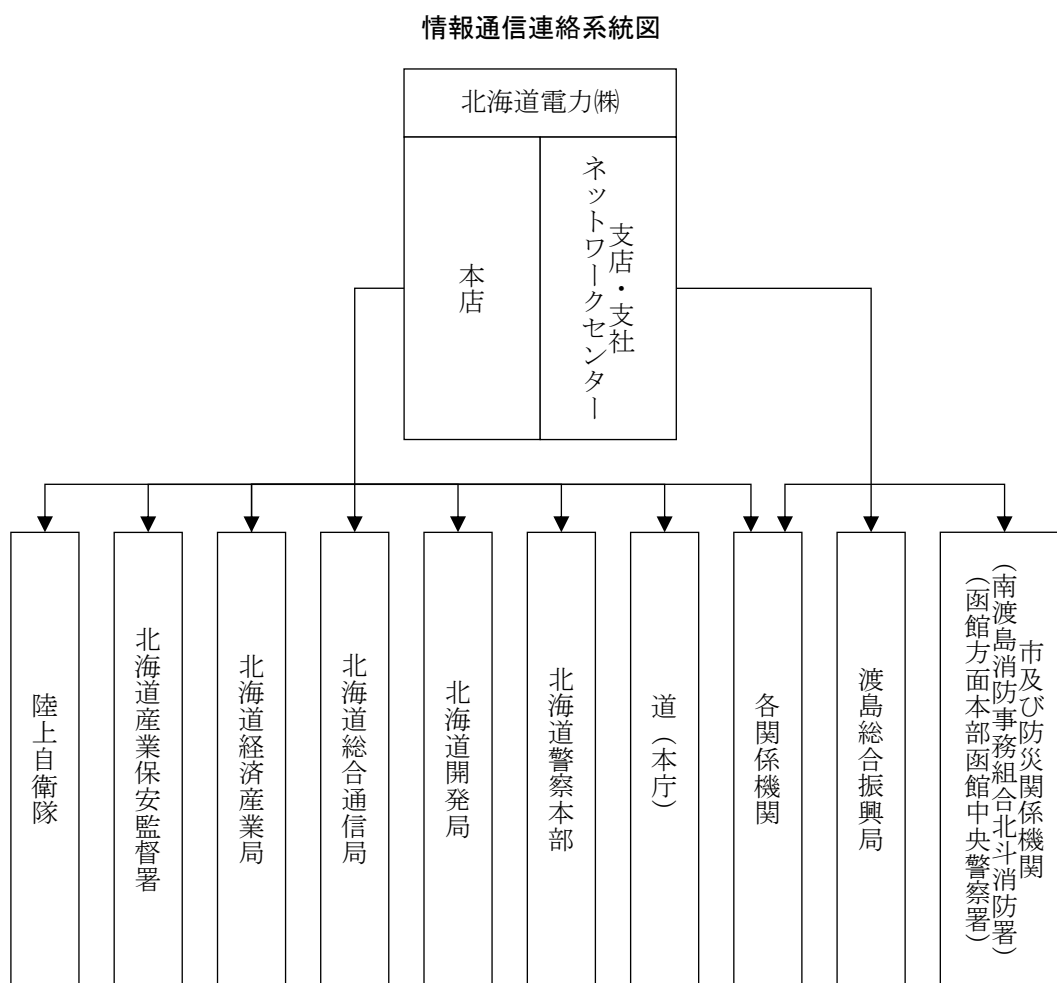 情報通信連絡系統図
北海道電力㈱
本店
支店・支社
ネットワークセンター
陸上自衛隊
北海道産業保安監督署
北海道経済産業局
北海道総合通信局
北海道開発局
北海道警察本部
道（本庁）
各関係機関
渡島総合振興局
市及び防災関係機関
（南渡島消防事務組合北斗消防署）
（函館方面本部函館中央警察署）